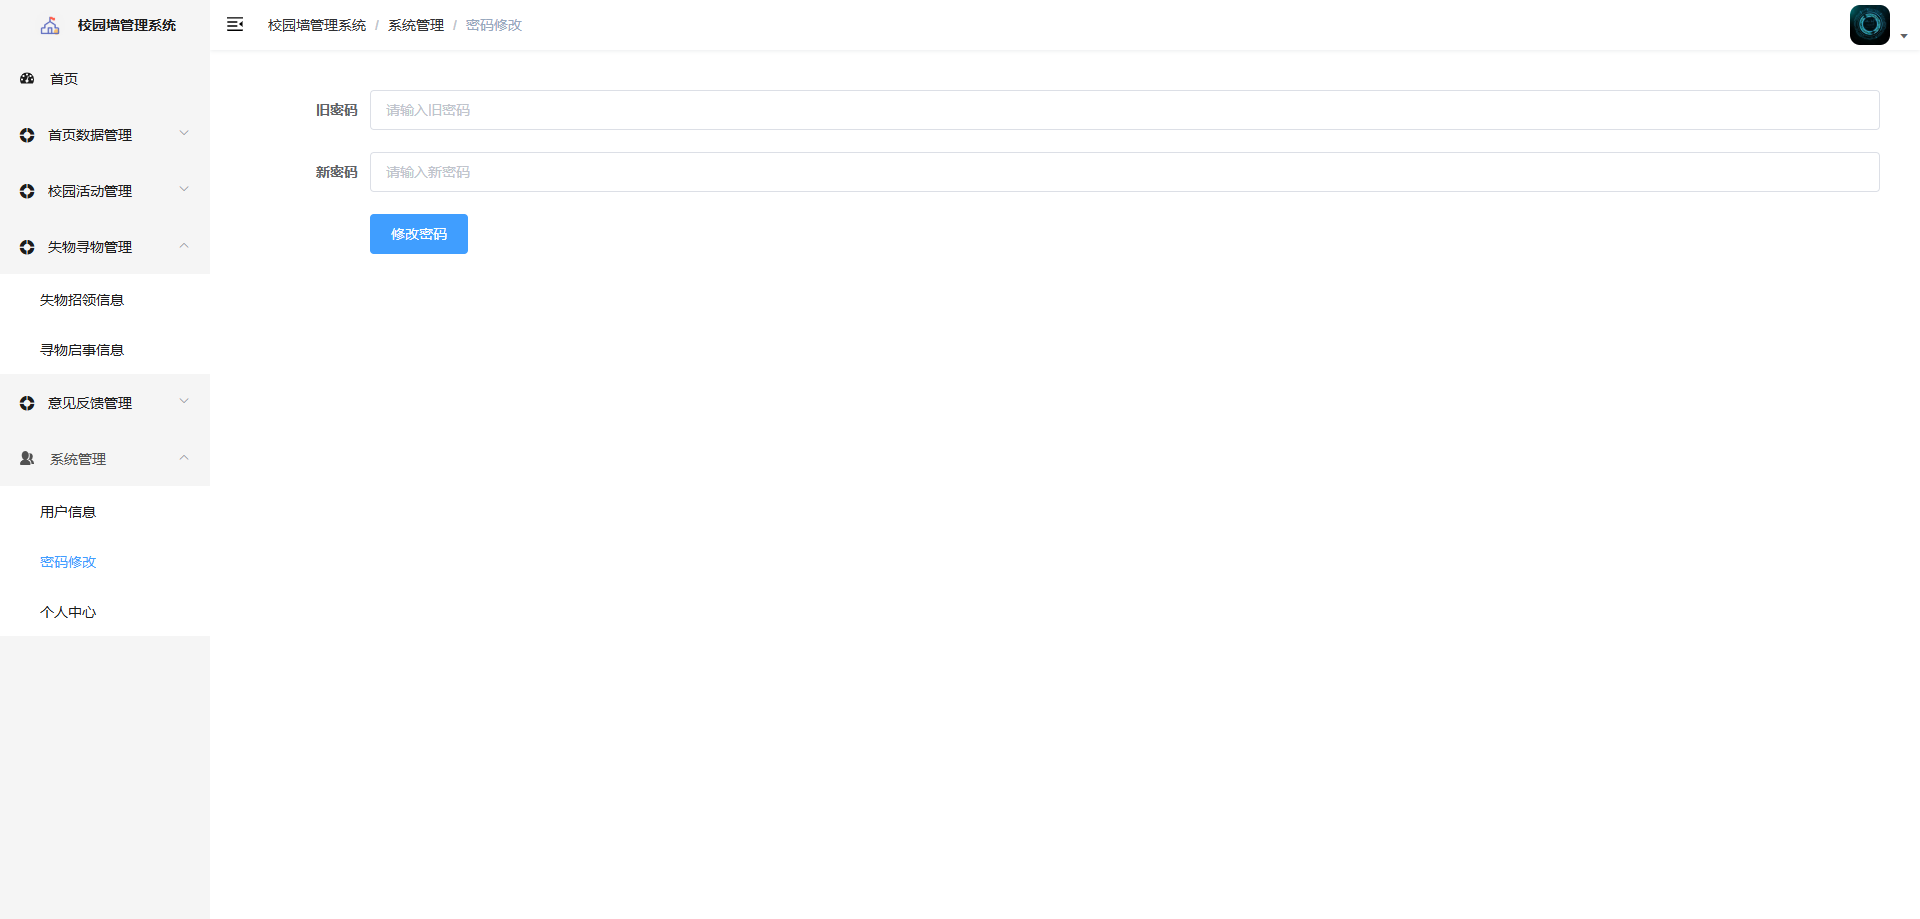 校园墙管理系统
首页
首页数据管理
校园活动管理
失物寻物管理
失物招领信息
寻物启事信息
意见反馈管理
系统管理
用户信息
密码修改
个人中心
校园墙管理系统 / 系统管理 / 密码修改
旧密码 请输入旧密码
新密码 请输入新密码
修改密码